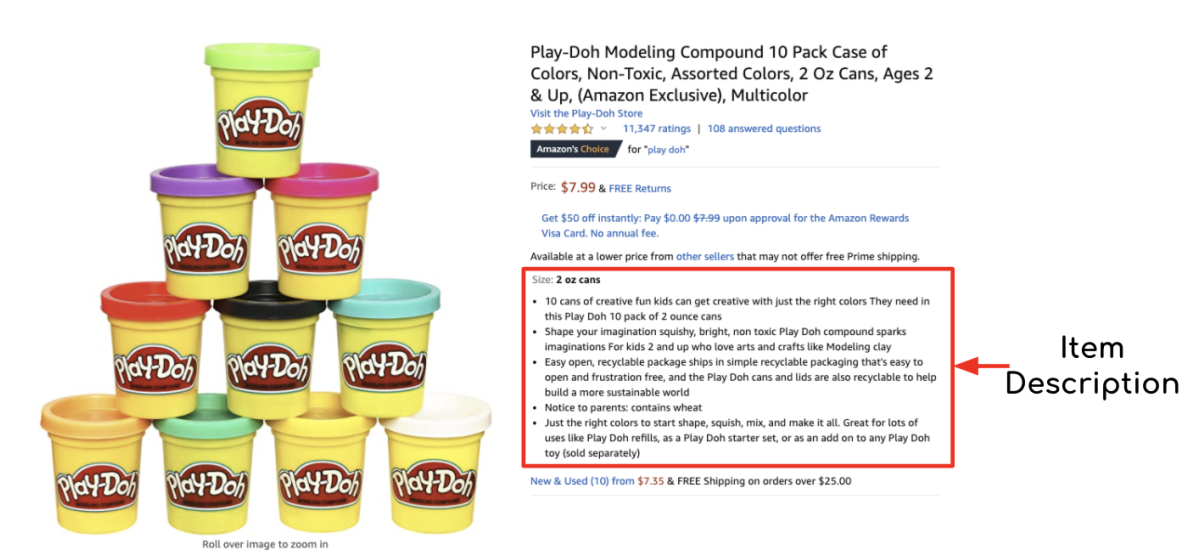 Play-Doh Modeling Compound 10 Pack Case of
Colors, Non-Toxic, Assorted Colors, 2 Oz Cans, Ages 2
& Up, (Amazon Exclusive), Multicolor
Visit the Play-Doh Store
11,347 ratings | 108 answered questions
Amazon's Choice for "play doh"
Price: $7.99 & FREE Returns
Get $50 off instantly: Pay $0.00 $7.99 upon approval for the Amazon Rewards
Visa Card. No annual fee.
Available at a lower price from other sellers that may not offer free Prime shipping.
Size: 2 oz cans
• 10 cans of creative fun kids can get creative with just the right colors They need in
this Play Doh 10 pack of 2 ounce cans
• Shape your imagination squishy, bright, non toxic Play Doh compound sparks
imaginations For kids 2 and up who love arts and crafts like Modeling clay
• Easy open, recyclable package ships in simple recyclable packaging that's easy to
open and frustration free, and the Play Doh cans and lids are also recyclable to help
build a more sustainable world
• Notice to parents: contains wheat
• Just the right colors to start shape, squish, mix, and make it all. Great for lots of
uses like Play Doh refills, as a Play Doh starter set, or as an add on to any Play Doh
toy (sold separately)
New & Used (10) from $7.35 & FREE Shipping on orders over $25.00
Item
Description
Play-Doh
Play-Doh
Play-Doh
Play-Doh
Play-Doh
Play-Doh
Play-Doh
Play-Doh
Play-Doh
Play-Doh
Roll over image to zoom in